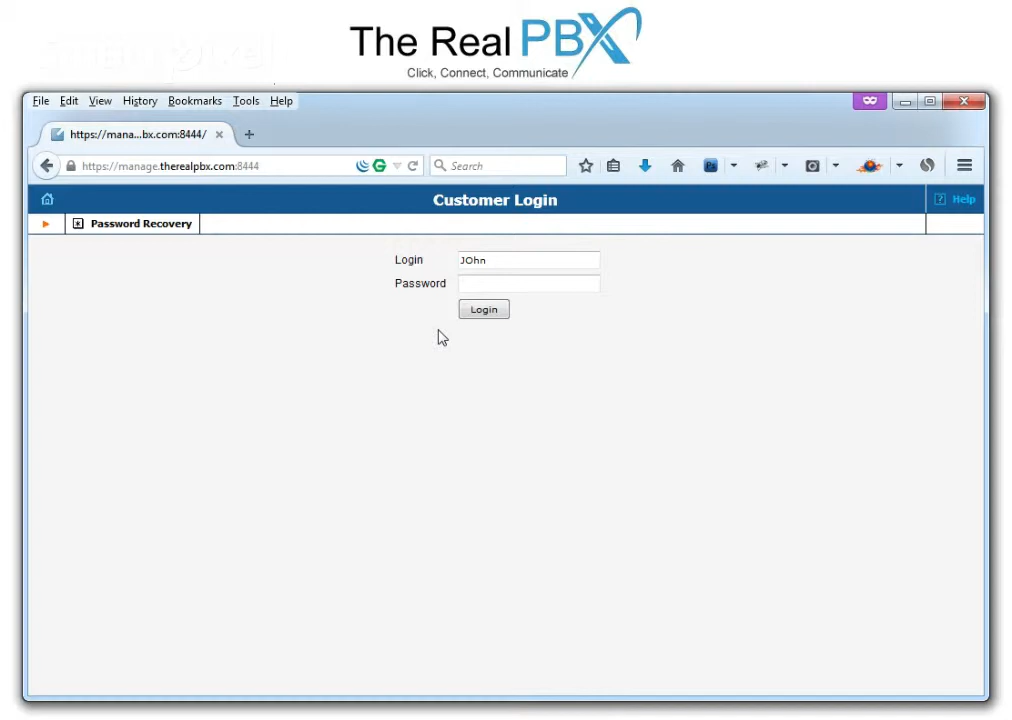 The Real PBX
Click, Connect, Communicate
File Edit View History Bookmarks Tools Help
https://mana...bx.com:8444/
https://manage.therealpbx.com:8444
Search
Customer Login
Help
Password Recovery
Login JOhn
Password
Login